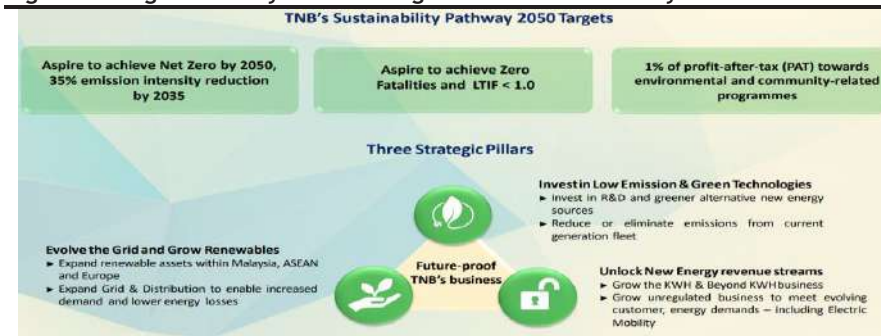 TNB's Sustainability Pathway 2050 Targets
Aspire to achieve Net Zero by 2050,
35% emission intensity reduction
by 2035
Aspire to achieve Zero
Fatalities and LTIF < 1.0
1% of profit-after-tax (PAT) towards
environmental and community-related
programmes
Three Strategic Pillars
Invest in Low Emission & Green Technologies
► Invest in R&D and greener alternative new energy
sources
► Reduce or eliminate emissions from current
generation fleet
Evolve the Grid and Grow Renewables
► Expand renewable assets within Malaysia, ASEAN
and Europe
► Expand Grid & Distribution to enable increased
demand and lower energy losses
Future-proof
TNB's business
Unlock New Energy revenue streams
► Grow the KWH & Beyond KWH business
► Grow unregulated business to meet evolving
customer, energy demands – including Electric
Mobility